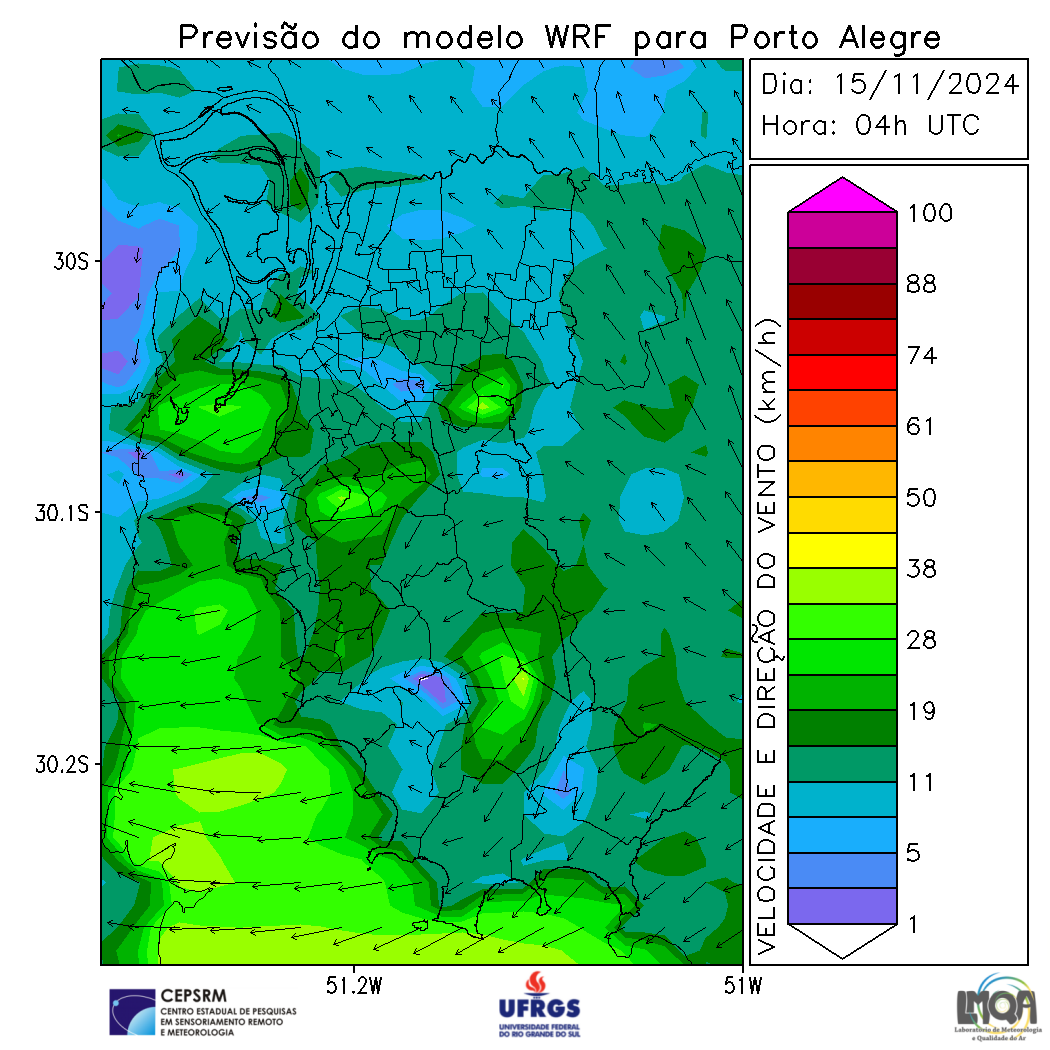 Previsão do modelo WRF para Porto Alegre
Dia: 15/11/2024
Hora: 04h UTC
VELOCIDADE E DIREÇÃO DO VENTO (km/h)
100
88
74
61
50
38
28
19
11
5
1
30S
30.1S
30.2S
51.2W
51W
CEPSRM
CENTRO ESTADUAL DE PESQUISAS
EM SENSORIAMENTO REMOTO
E METEOROLOGIA
UFRGS
UNIVERSIDADE FEDERAL
DO RIO GRANDE DO SUL
LMQA
Laboratório de Meteorologia
e Qualidade do Ar